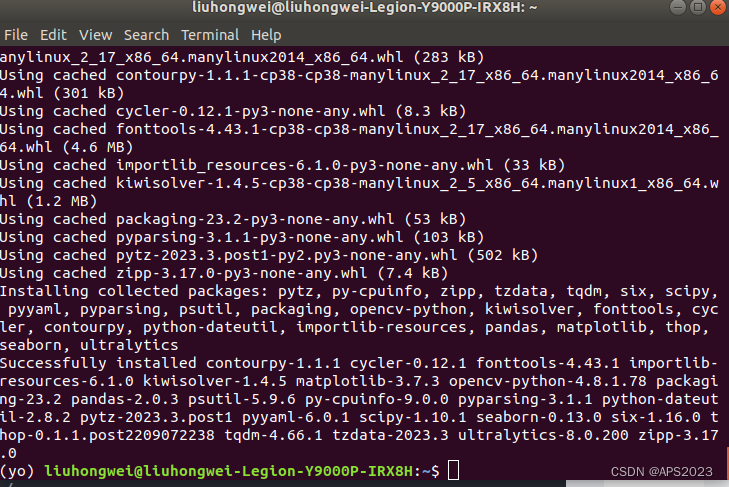 liuhongwei@liuhongwei-Legion-Y9000P-IRX8H: ~
File Edit View Search Terminal Help
anylinux_2_17_x86_64.manylinux2014_x86_64.whl (283 kB)
Using cached contourpy-1.1.1-cp38-cp38-manylinux_2_17_x86_64.manylinux2014_x86_6
4.whl (301 kB)
Using cached cycler-0.12.1-py3-none-any.whl (8.3 kB)
Using cached fonttools-4.43.1-cp38-cp38-manylinux_2_17_x86_64.manylinux2014_x86_
64.whl (4.6 MB)
Using cached importlib_resources-6.1.0-py3-none-any.whl (33 kB)
Using cached kiwisolver-1.4.5-cp38-cp38-manylinux_2_5_x86_64.manylinux1_x86_64.w
hl (1.2 MB)
Using cached packaging-23.2-py3-none-any.whl (53 kB)
Using cached pyparsing-3.1.1-py3-none-any.whl (103 kB)
Using cached pytz-2023.3.post1-py2.py3-none-any.whl (502 kB)
Using cached zipp-3.17.0-py3-none-any.whl (7.4 kB)
Installing collected packages: pytz, py-cpuinfo, zipp, tzdata, tqdm, six, scipy,
 pyyaml, pyparsing, psutil, packaging, opencv-python, kiwisolver, fonttools, cyc
ler, contourpy, python-dateutil, importlib-resources, pandas, matplotlib, thop,
seaborn, ultralytics
Successfully installed contourpy-1.1.1 cycler-0.12.1 fonttools-4.43.1 importlib-
resources-6.1.0 kiwisolver-1.4.5 matplotlib-3.7.3 opencv-python-4.8.1.78 packagi
ng-23.2 pandas-2.0.3 psutil-5.9.6 py-cpuinfo-9.0.0 pyparsing-3.1.1 python-dateut
il-2.8.2 pytz-2023.3.post1 pyyaml-6.0.1 scipy-1.10.1 seaborn-0.13.0 six-1.16.0 t
hop-0.1.1.post2209072238 tqdm-4.66.1 tzdata-2023.3 ultralytics-8.0.200 zipp-3.17
.0
(yo) liuhongwei@liuhongwei-Legion-Y9000P-IRX8H:~$
CSDN @APS2023